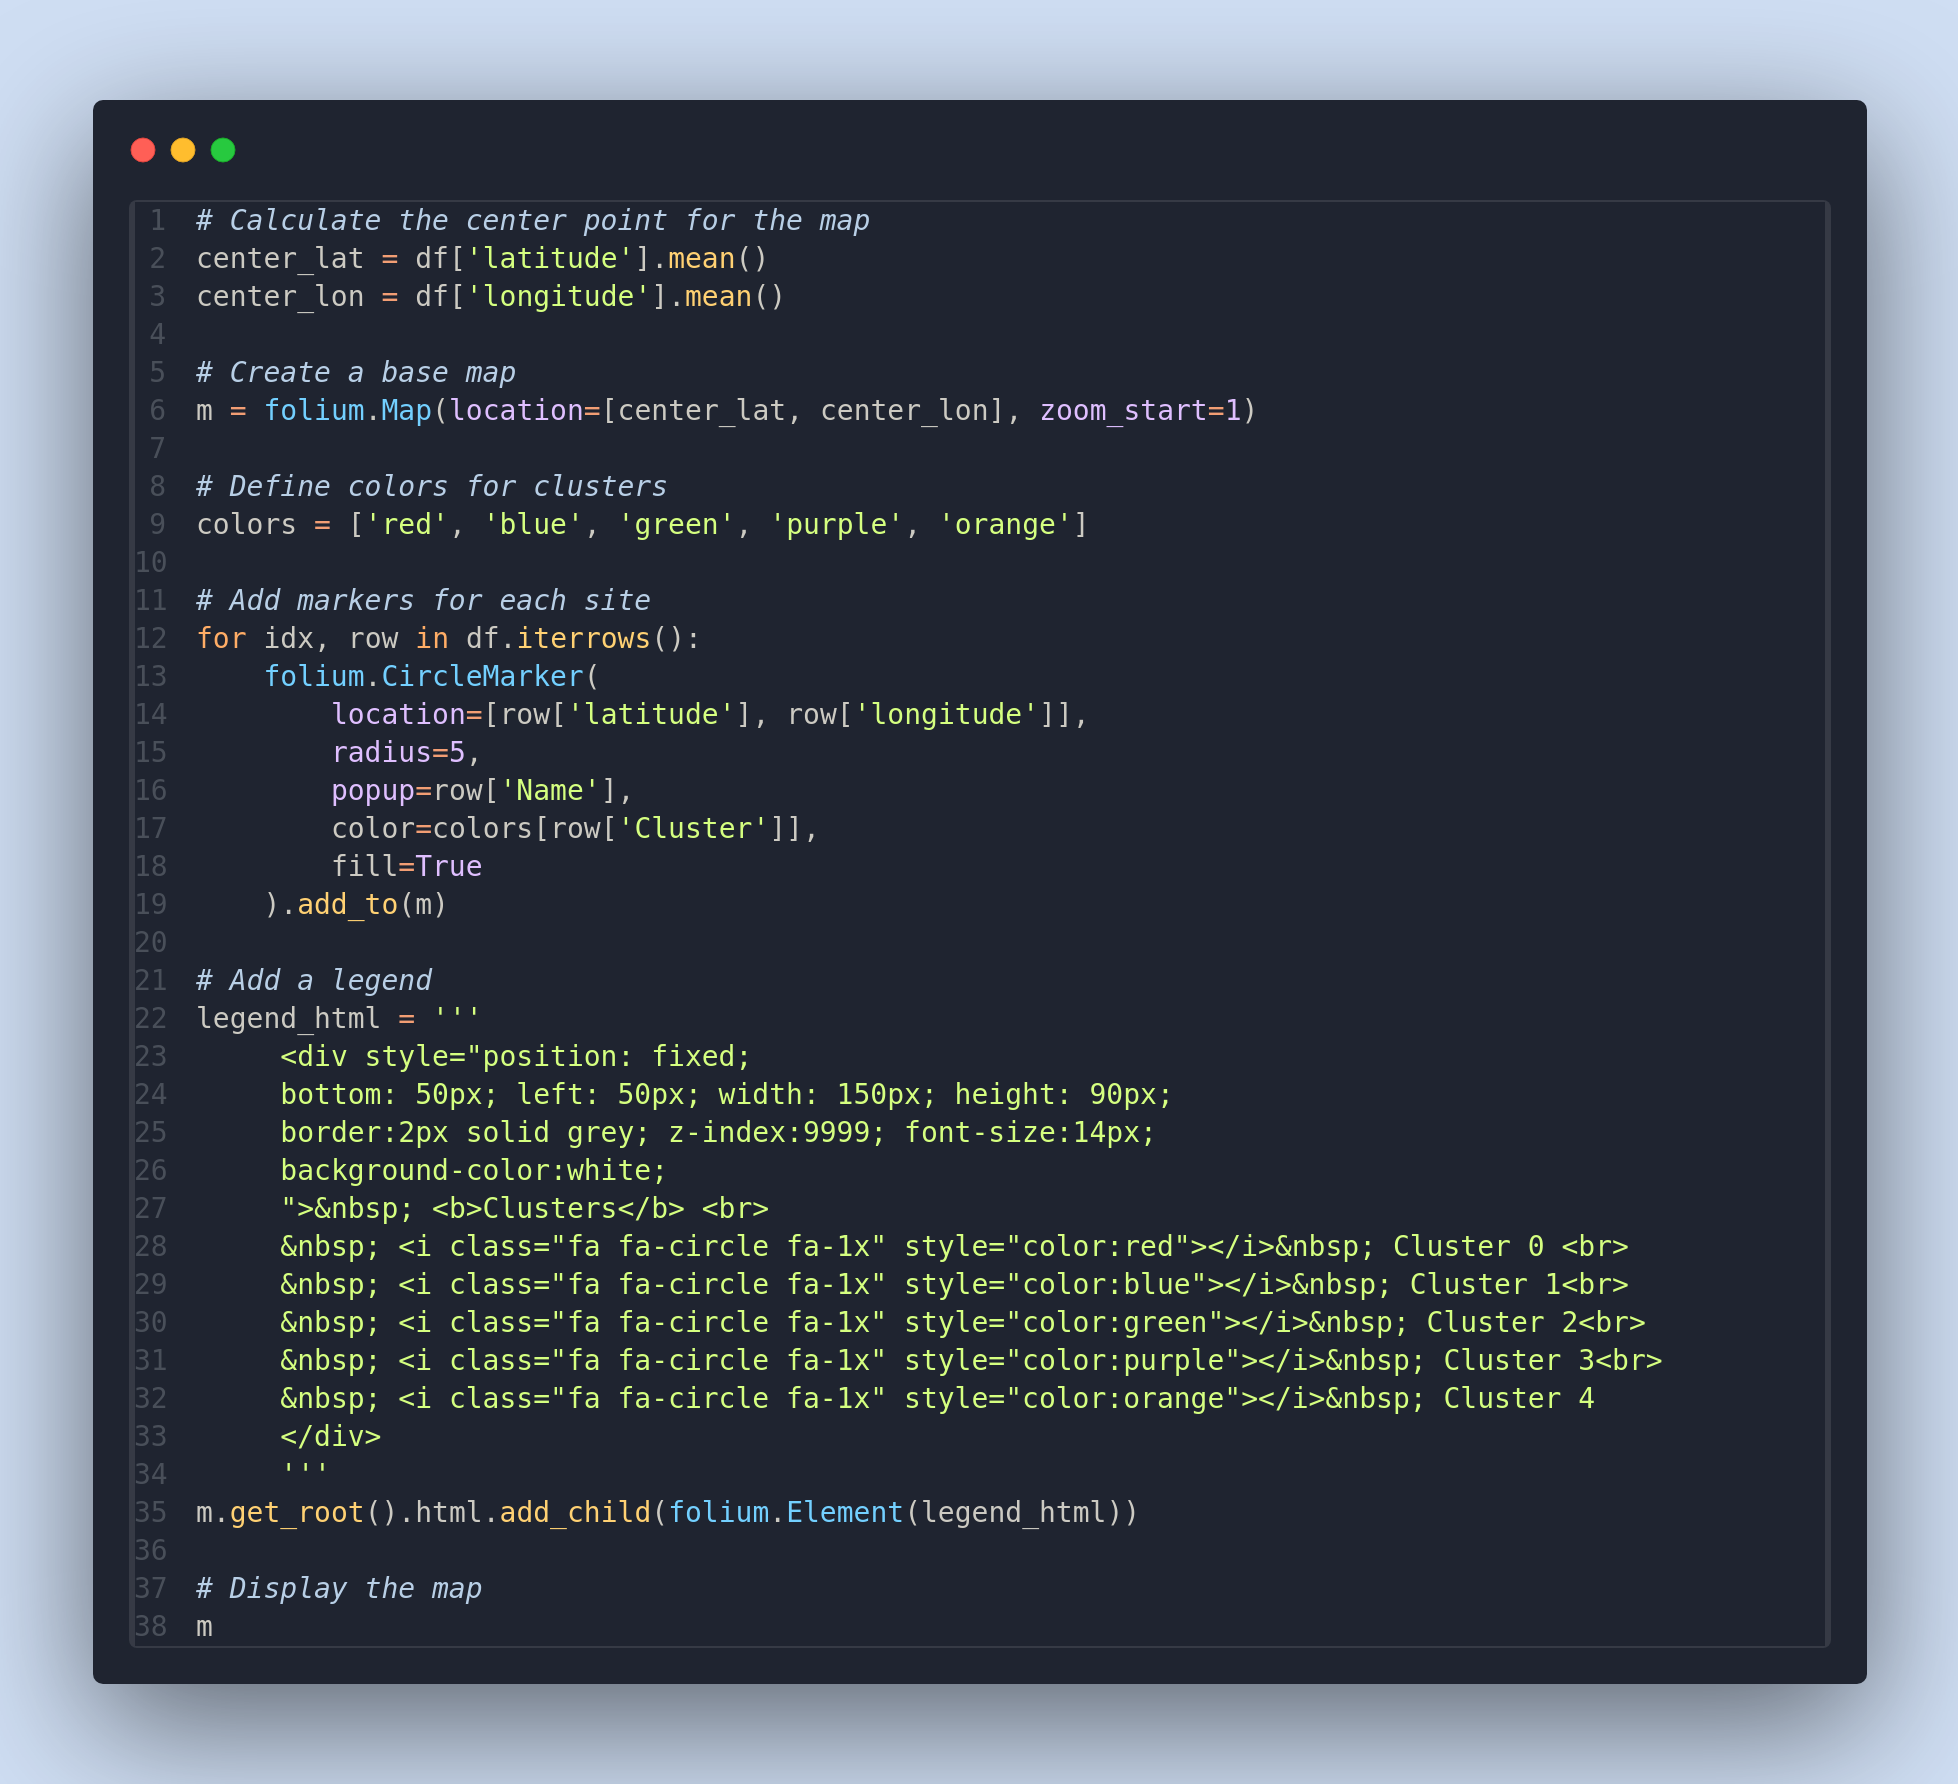 1 # Calculate the center point for the map
2 center_lat = df['latitude'].mean()
3 center_lon = df['longitude'].mean()
4
5 # Create a base map
6 m = folium.Map(location=[center_lat, center_lon], zoom_start=1)
7
8 # Define colors for clusters
9 colors = ['red', 'blue', 'green', 'purple', 'orange']
10
11 # Add markers for each site
12 for idx, row in df.iterrows():
13     folium.CircleMarker(
14         location=[row['latitude'], row['longitude']],
15         radius=5,
16         popup=row['Name'],
17         color=colors[row['Cluster']],
18         fill=True
19     ).add_to(m)
20
21 # Add a legend
22 legend_html = '''
23      <div style="position: fixed;
24      bottom: 50px; left: 50px; width: 150px; height: 90px;
25      border:2px solid grey; z-index:9999; font-size:14px;
26      background-color:white;
27      ">&nbsp; <b>Clusters</b> <br>
28      &nbsp; <i class="fa fa-circle fa-1x" style="color:red"></i>&nbsp; Cluster 0 <br>
29      &nbsp; <i class="fa fa-circle fa-1x" style="color:blue"></i>&nbsp; Cluster 1<br>
30      &nbsp; <i class="fa fa-circle fa-1x" style="color:green"></i>&nbsp; Cluster 2<br>
31      &nbsp; <i class="fa fa-circle fa-1x" style="color:purple"></i>&nbsp; Cluster 3<br>
32      &nbsp; <i class="fa fa-circle fa-1x" style="color:orange"></i>&nbsp; Cluster 4
33      </div>
34      '''
35 m.get_root().html.add_child(folium.Element(legend_html))
36
37 # Display the map
38 m